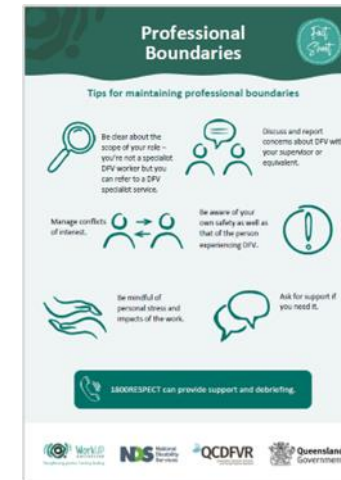 Professional
Boundaries
Fact
Sheet
Tips for maintaining professional boundaries
Be clear about the
scope of your role –
you're not a specialist
DFV worker but you
can refer to a DFV
specialist service.
Discuss and report
concerns about DFV with
your supervisor or
equivalent.
Manage conflicts
of interest.
Be aware of your
own safety as well as
that of the person
experiencing DFV.
Be mindful of
personal stress and
impacts of the work.
Ask for support if
you need it.
1800RESPECT can provide support and debriefing.
WorkUP
NDS National
Disability
Services
QCDFVR
Queensland
Government